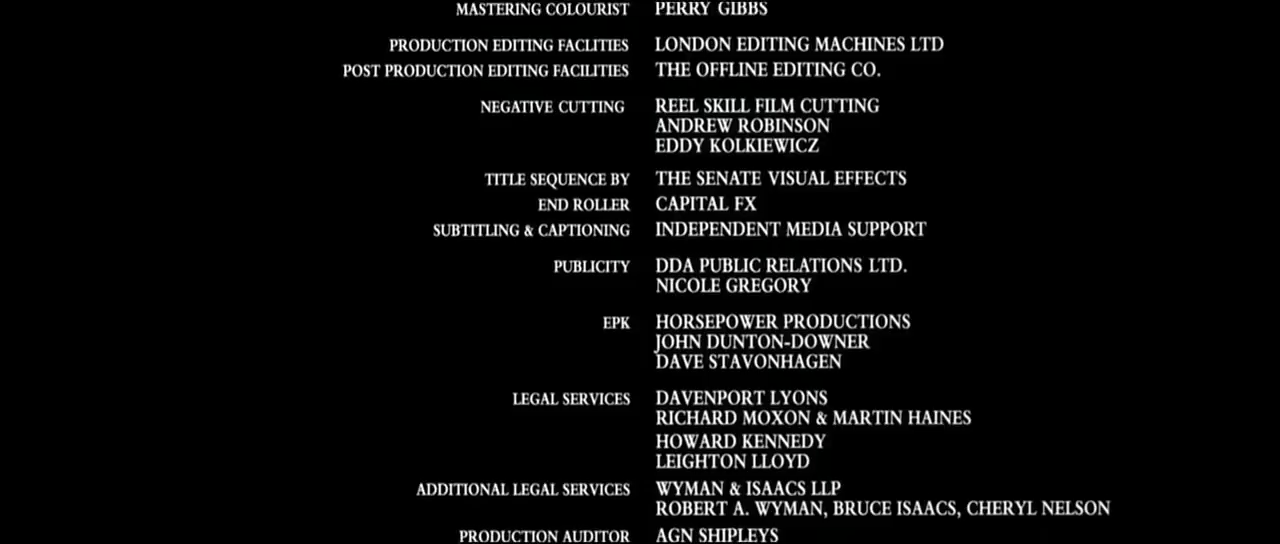 MASTERING COLOURIST PERRY GIBBS
PRODUCTION EDITING FACLITIES LONDON EDITING MACHINES LTD
POST PRODUCTION EDITING FACILITIES THE OFFLINE EDITING CO.
NEGATIVE CUTTING REEL SKILL FILM CUTTING
ANDREW ROBINSON
EDDY KOLKIEWICZ
TITLE SEQUENCE BY THE SENATE VISUAL EFFECTS
END ROLLER CAPITAL FX
SUBTITLING & CAPTIONING INDEPENDENT MEDIA SUPPORT
PUBLICITY DDA PUBLIC RELATIONS LTD.
NICOLE GREGORY
EPK HORSEPOWER PRODUCTIONS
JOHN DUNTON-DOWNER
DAVE STAVONHAGEN
LEGAL SERVICES DAVENPORT LYONS
RICHARD MOXON & MARTIN HAINES
HOWARD KENNEDY
LEIGHTON LLOYD
ADDITIONAL LEGAL SERVICES WYMAN & ISAACS LLP
ROBERT A. WYMAN, BRUCE ISAACS, CHERYL NELSON
PRODUCTION AUDITOR AGN SHIPLEYS